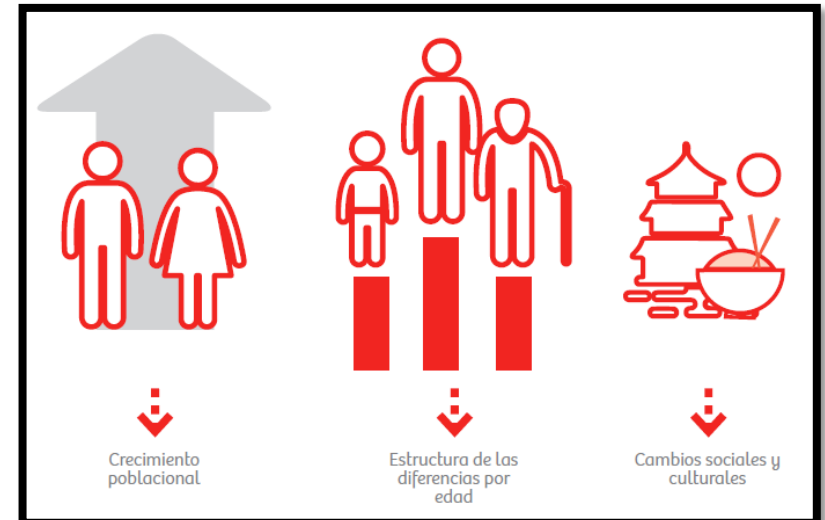 Crecimiento
poblacional
Estructura de las
diferencias por
edad
Cambios sociales y
culturales